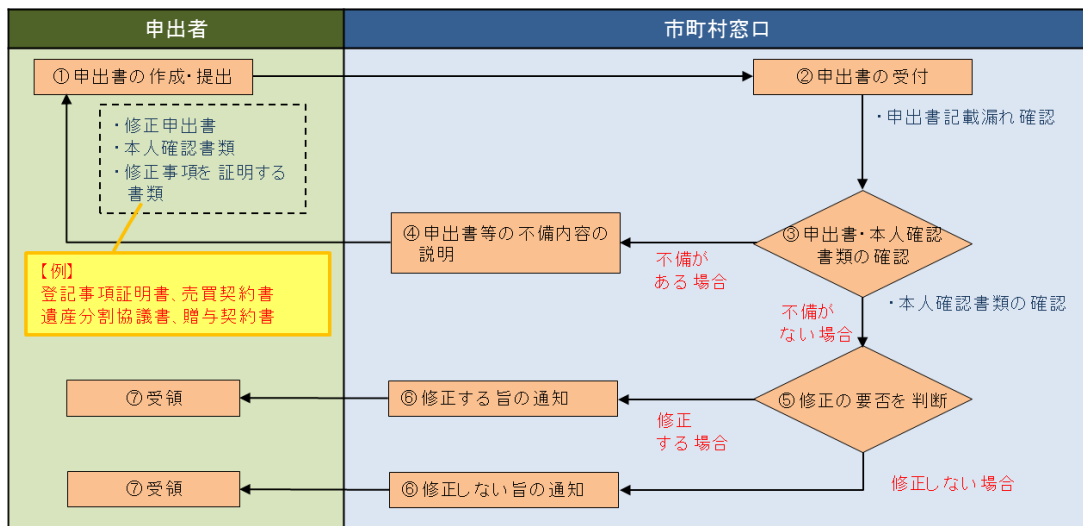 申出者
市町村窓口
①申出書の作成・提出
②申出書の受付
・申出書記載漏れ確認
・修正申出書
・本人確認書類
・修正事項を証明する
書類
③申出書・本人確認
書類の確認
④申出書等の不備内容の
説明
不備が
ある場合
【例】
登記事項証明書、売買契約書
遺産分割協議書、贈与契約書
・本人確認書類の確認
不備が
ない場合
⑤修正の要否を判断
⑥修正する旨の通知
⑦受領
修正
する場合
修正しない場合
⑥修正しない旨の通知
⑦受領